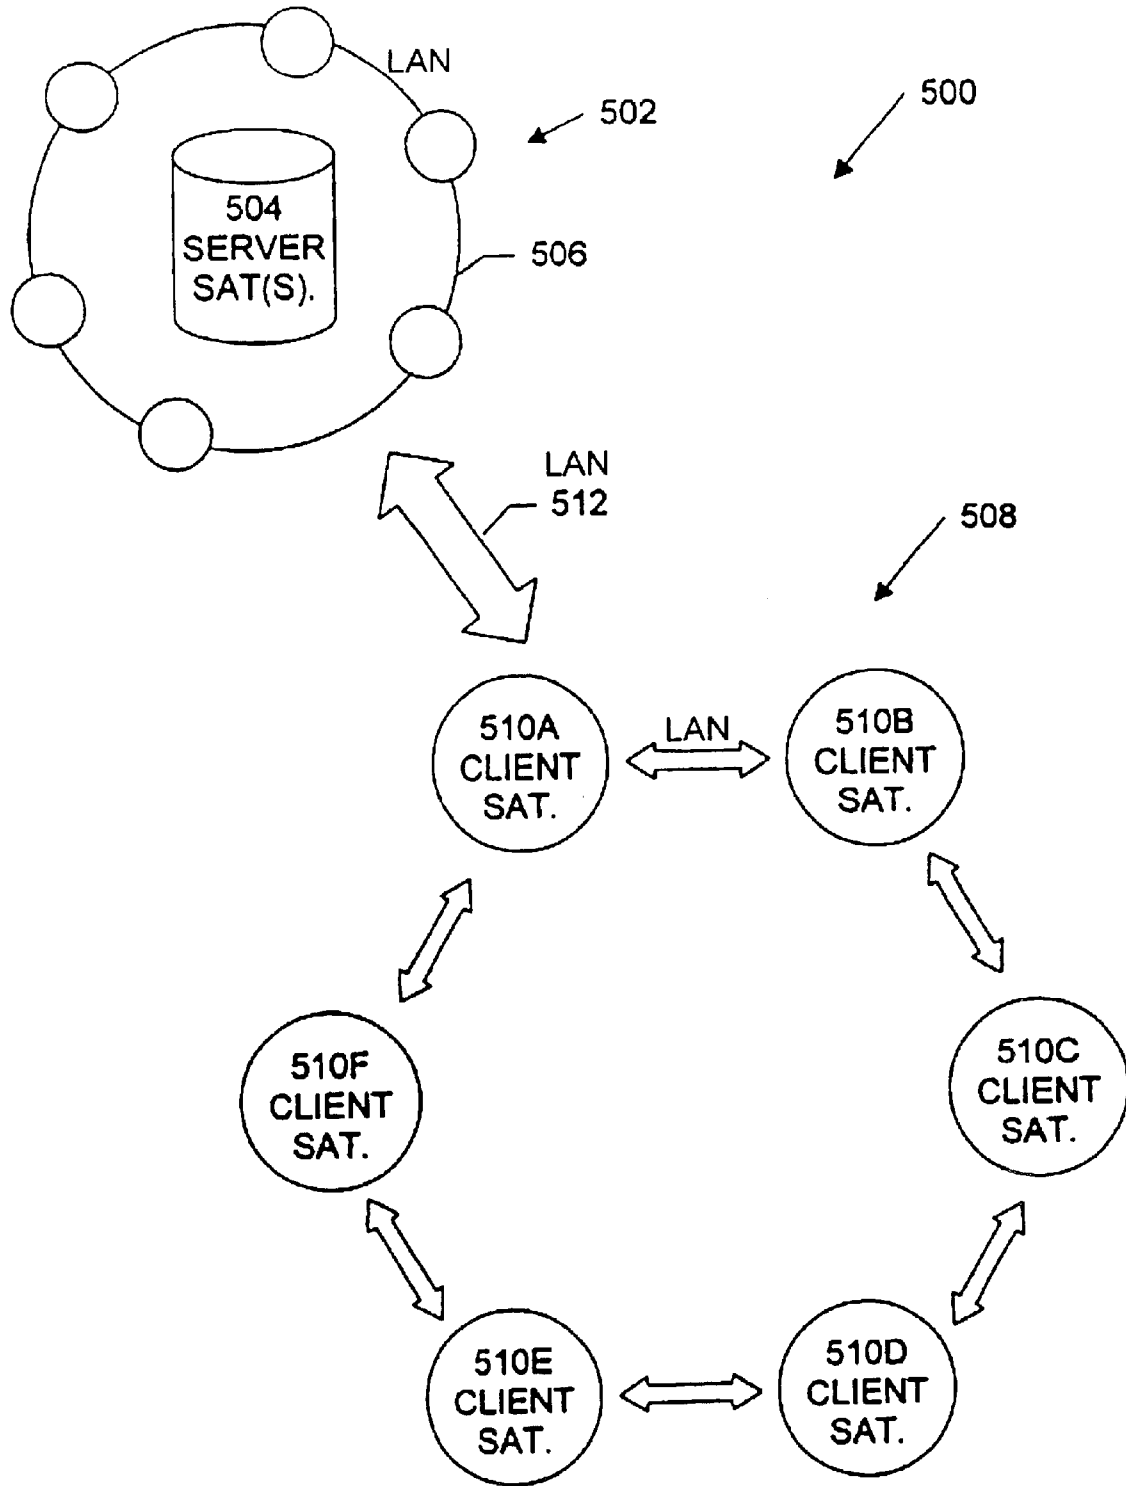 LAN
502
500
504
SERVER
SAT(S).
506
LAN
512
508
510A
CLIENT
SAT.
LAN
510B
CLIENT
SAT.
510F
CLIENT
SAT.
510C
CLIENT
SAT.
510E
CLIENT
SAT.
510D
CLIENT
SAT.